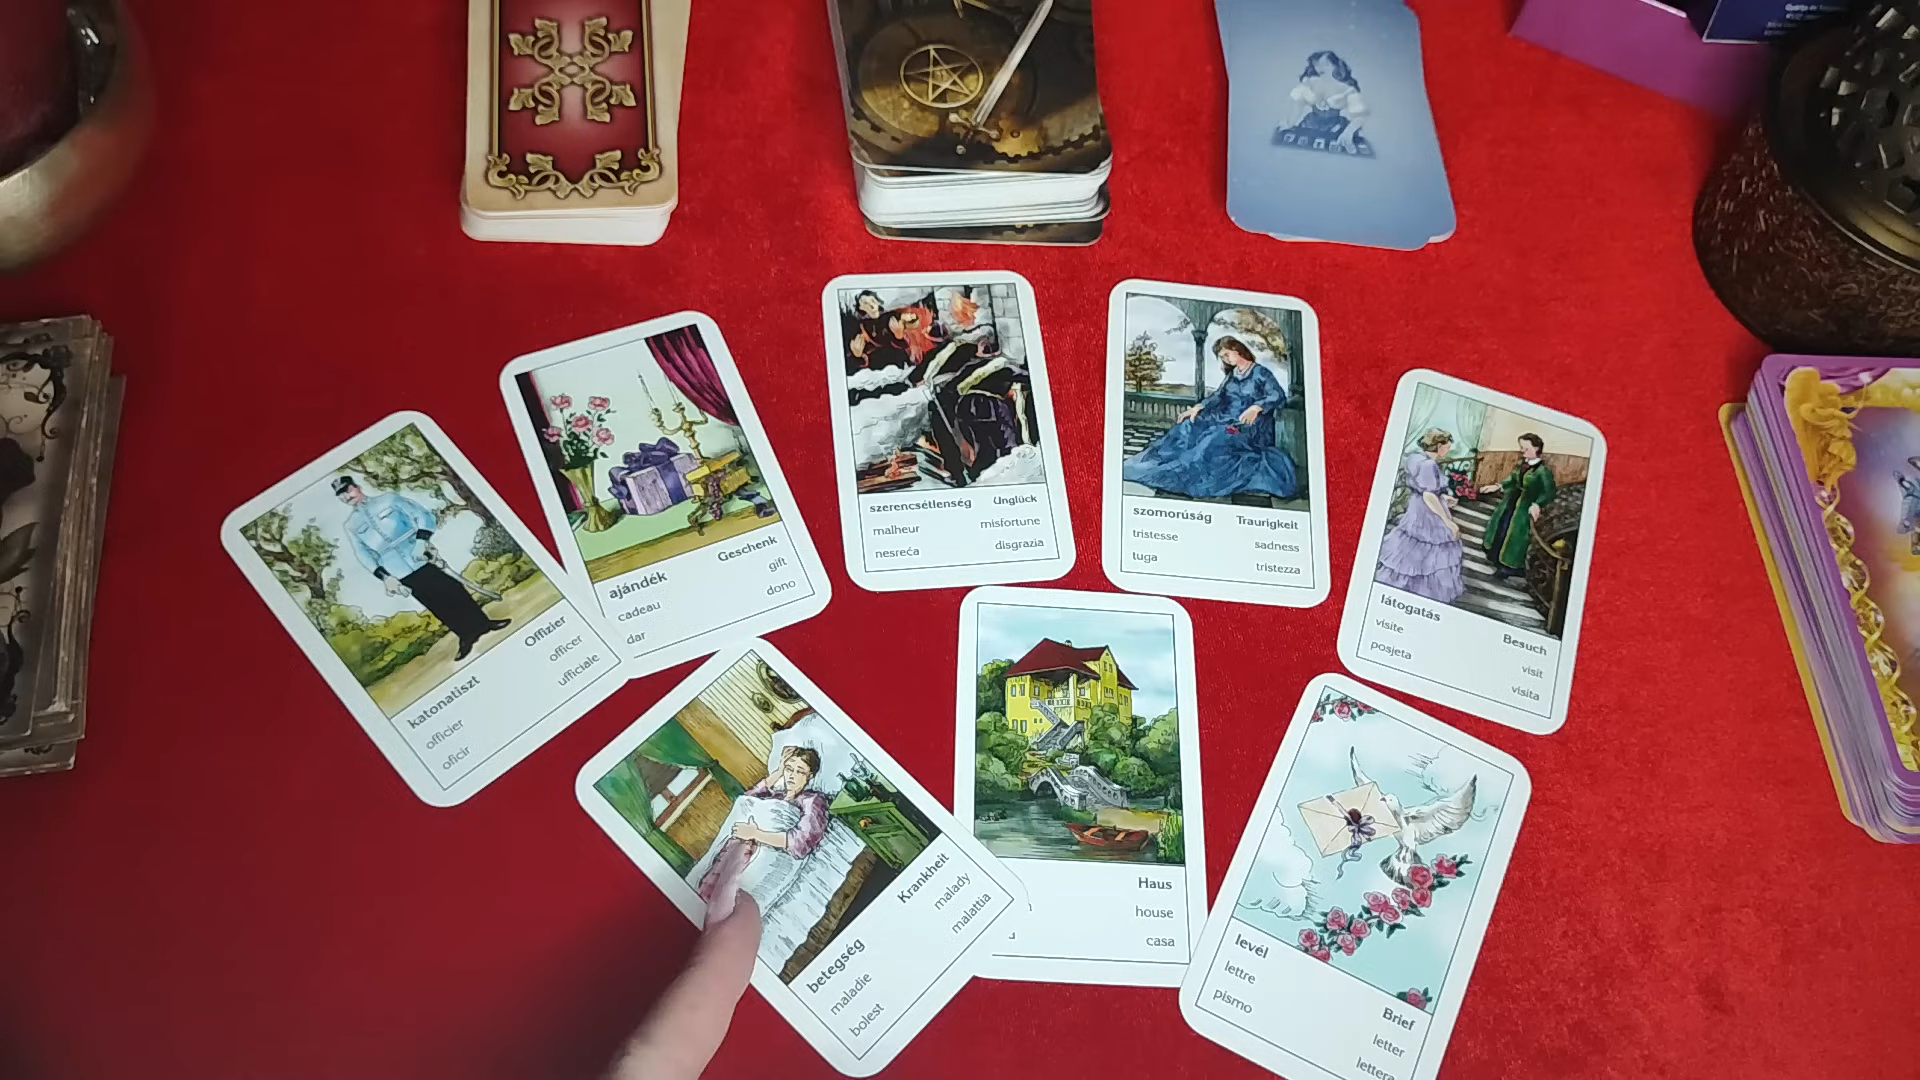 szerencsétlenség Unglück
malheur misfortune
nesreća disgrazia
szomorúság Traurigkeit
tristesse sadness
tuga tristezza
ajándék Geschenk
cadeau gift
dar dono
látogatás Besuch
visite visit
posjeta visita
katonatiszt Offizier
officier officer
oficir ufficiale
betegség Krankheit
maladie malady
bolest malattia
Haus
house
casa
levél Brief
lettre letter
pismo lettera